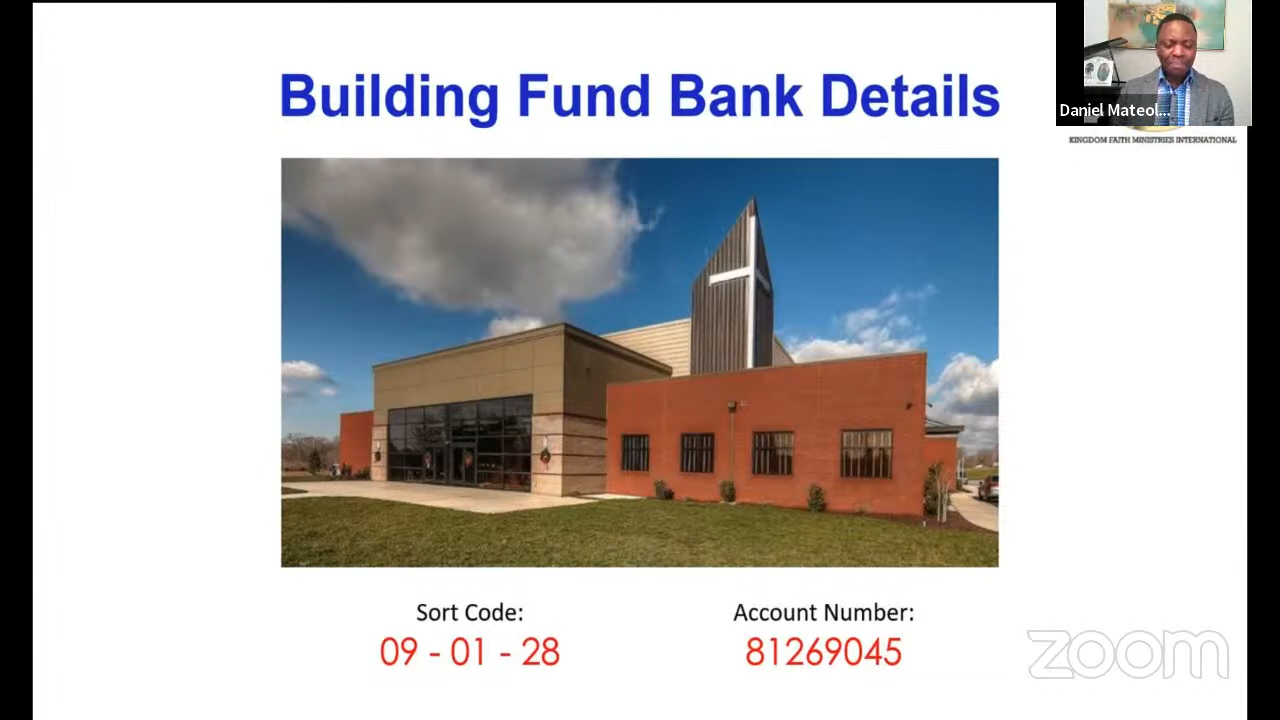 Building Fund Bank Details
Daniel Mateol...
KINGDOM FAITH MINISTRIES INTERNATIONAL
Sort Code:
09 - 01 - 28
Account Number:
81269045
zoom